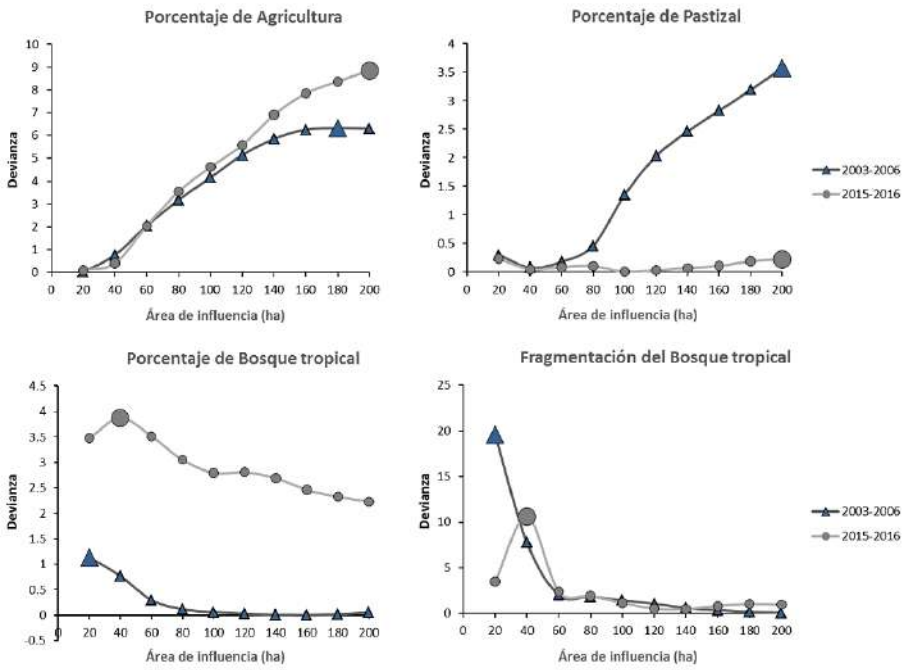 Porcentaje de Agricultura
10
9
8
7
6
5
4
3
2
1
0
Devianza
0 20 40 60 80 100 120 140 160 180 200
Área de influencia (ha)
Porcentaje de Pastizal
4
3.5
3
2.5
2
1.5
1
0.5
0
Devianza
0 20 40 60 80 100 120 140 160 180 200
Área de influencia (ha)
2003-2006
2015-2016
Porcentaje de Bosque tropical
4.5
4
3.5
3
2.5
2
1.5
1
0.5
0
-0.5
Devianza
0 20 40 60 80 100 120 140 160 180 200
Área de influencia (ha)
Fragmentación del Bosque tropical
25
20
15
10
5
0
Devianza
0 20 40 60 80 100 120 140 160 180 200
Área de influencia (ha)
2003-2006
2015-2016